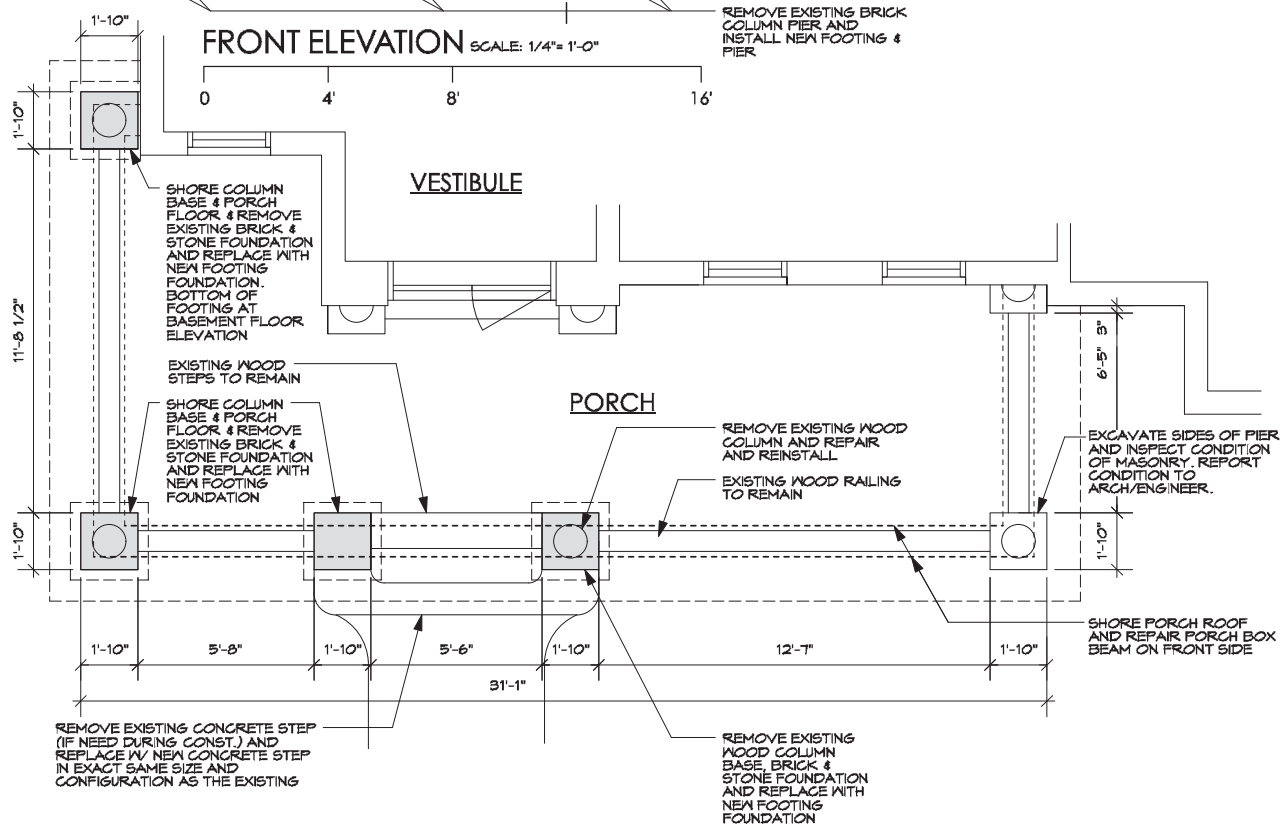 REMOVE EXISTING BRICK
COLUMN PIER AND
INSTALL NEW FOOTING &
PIER
1'-10"
FRONT ELEVATION SCALE: 1/4"= 1'-0"
0 4' 8' 16'
1'-10"
VESTIBULE
SHORE COLUMN
BASE & PORCH
FLOOR & REMOVE
EXISTING BRICK &
STONE FOUNDATION
AND REPLACE WITH
NEW FOOTING
FOUNDATION.
BOTTOM OF
FOOTING AT
BASEMENT FLOOR
ELEVATION
11'-8 1/2"
3"
6'-5"
EXISTING WOOD
STEPS TO REMAIN
PORCH
SHORE COLUMN
BASE & PORCH
FLOOR & REMOVE
EXISTING BRICK &
STONE FOUNDATION
AND REPLACE WITH
NEW FOOTING
FOUNDATION
REMOVE EXISTING WOOD
COLUMN AND REPAIR
AND REINSTALL
EXISTING WOOD RAILING
TO REMAIN
EXCAVATE SIDES OF PIER
AND INSPECT CONDITION
OF MASONRY. REPORT
CONDITION TO
ARCH/ENGINEER.
1'-10"
1'-10"
SHORE PORCH ROOF
AND REPAIR PORCH BOX
BEAM ON FRONT SIDE
1'-10" 5'-8" 1'-10" 5'-6" 1'-10" 12'-7" 1'-10"
31'-1"
REMOVE EXISTING CONCRETE STEP
(IF NEED DURING CONST.) AND
REPLACE W/ NEW CONCRETE STEP
IN EXACT SAME SIZE AND
CONFIGURATION AS THE EXISTING
REMOVE EXISTING
WOOD COLUMN
BASE, BRICK &
STONE FOUNDATION
AND REPLACE WITH
NEW FOOTING
FOUNDATION